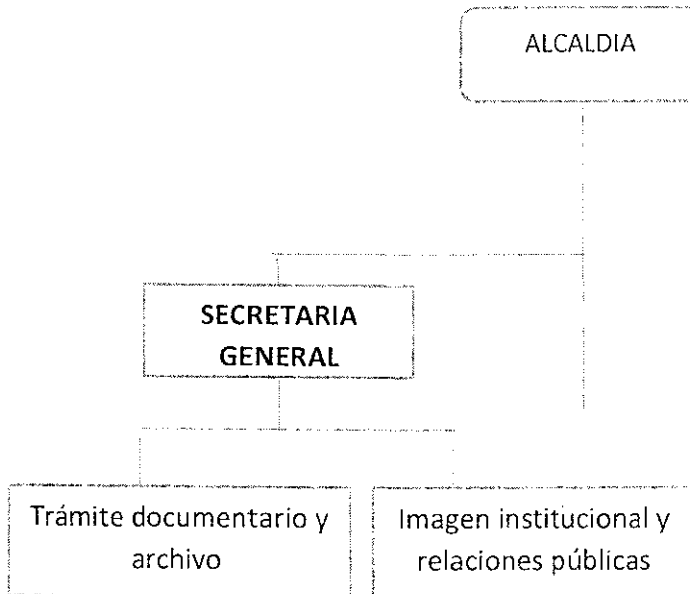 ALCALDIA
SECRETARIA
GENERAL
Trámite documentario y
archivo
Imagen institucional y
relaciones públicas